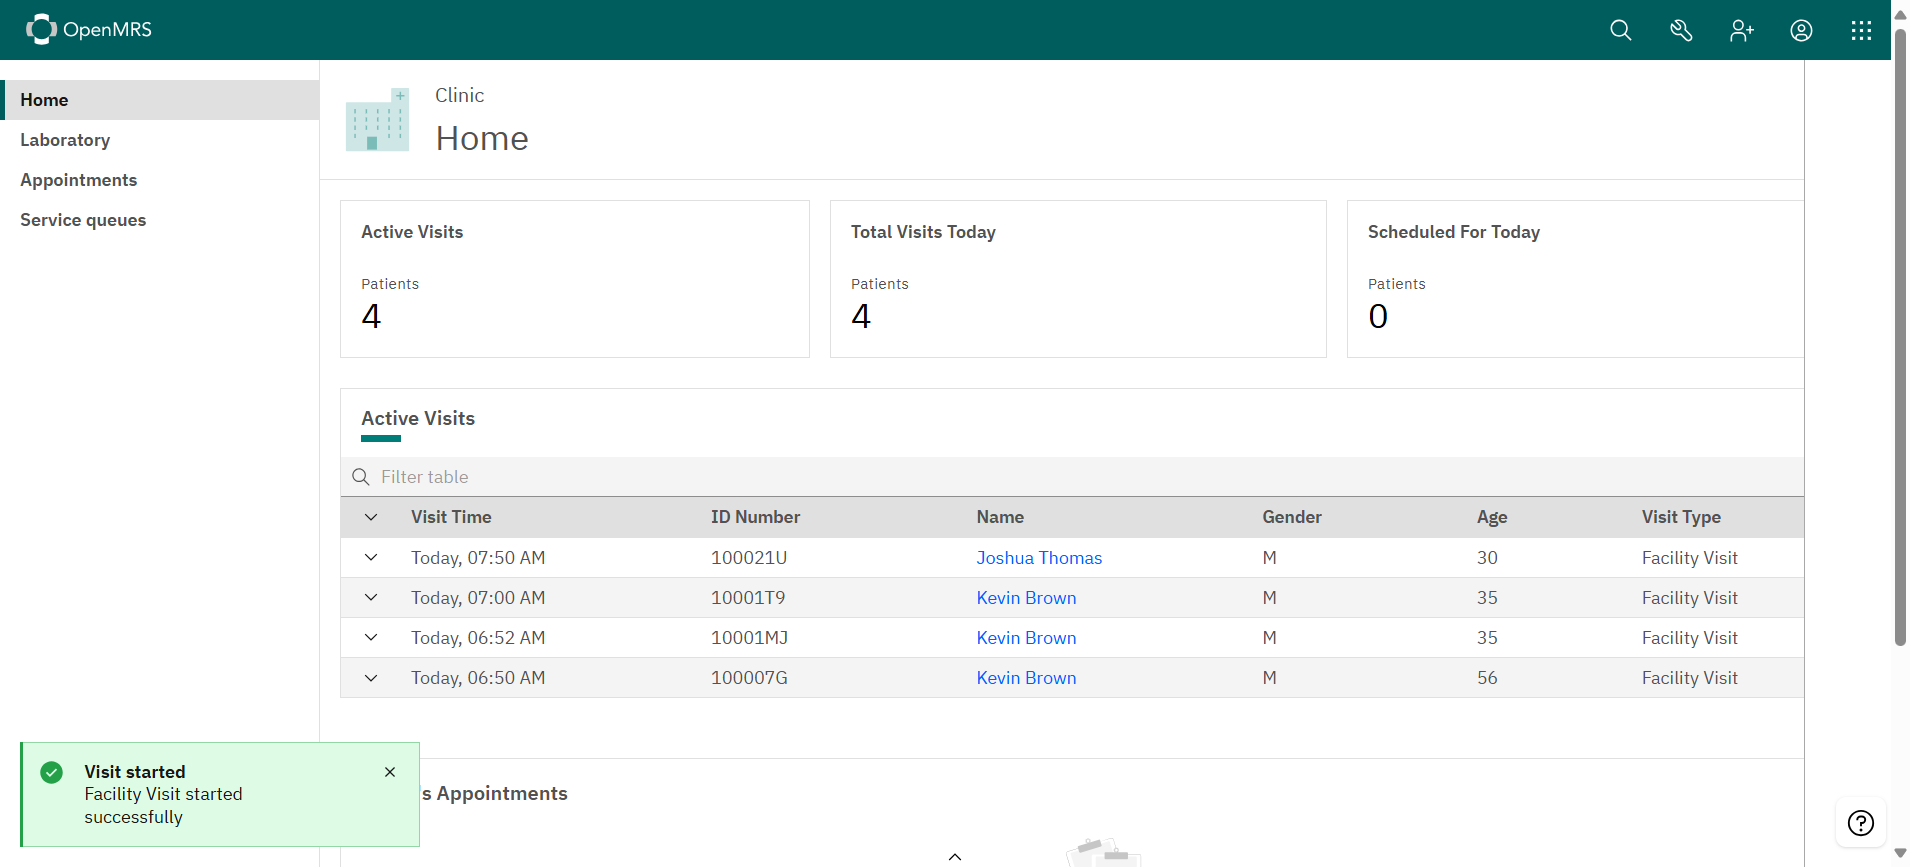 OpenMRS
Home
Laboratory
Appointments
Service queues
Clinic
Home
Active Visits
Patients
4
Total Visits Today
Patients
4
Scheduled For Today
Patients
0
Active Visits
Filter table
Visit Time ID Number Name Gender Age Visit Type
Today, 07:50 AM 100021U Joshua Thomas M 30 Facility Visit
Today, 07:00 AM 10001T9 Kevin Brown M 35 Facility Visit
Today, 06:52 AM 10001MJ Kevin Brown M 35 Facility Visit
Today, 06:50 AM 100007G Kevin Brown M 56 Facility Visit
's Appointments
Visit started
Facility Visit started
successfully